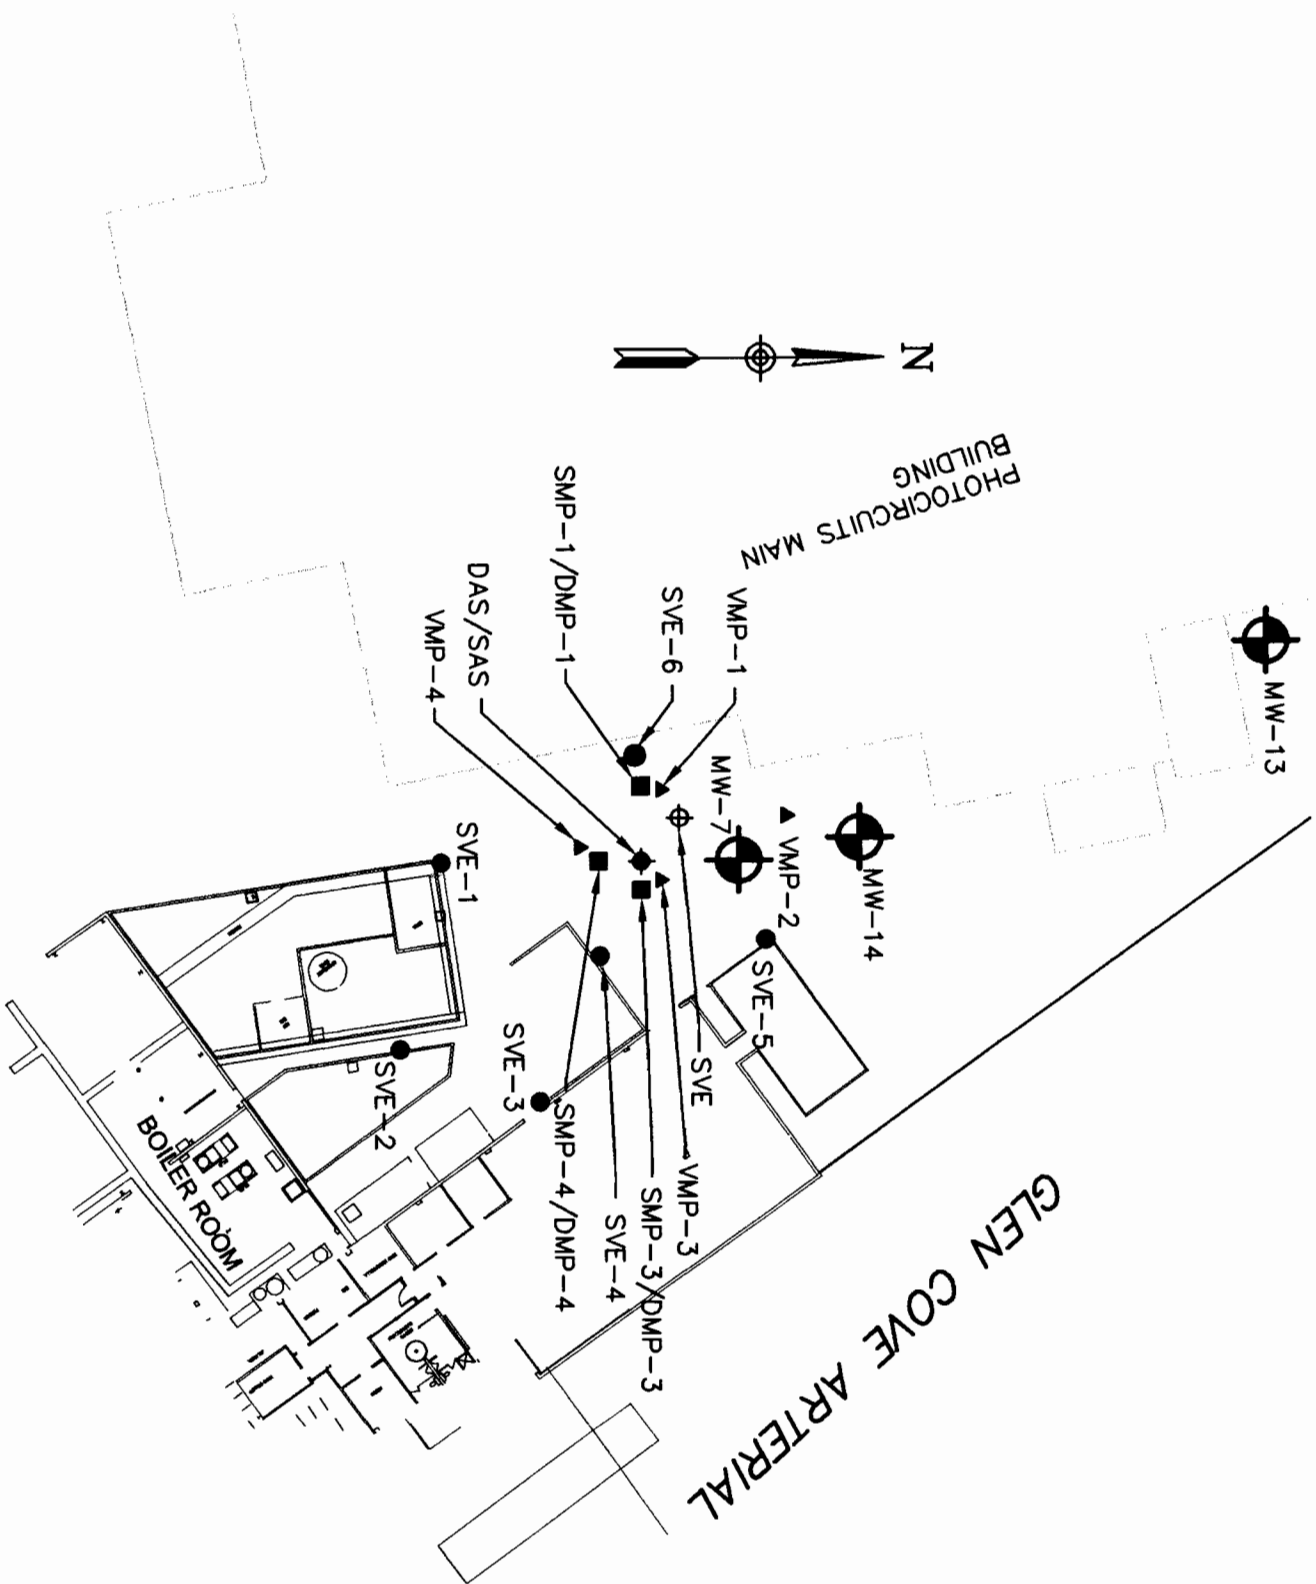 N
PHOTOCIRCUITS MAIN
BUILDING
MW-13
VMP-1
SVE-6
SMP-1/DMP-1
DAS/SAS
VMP-4
MW-7
VMP-2
MW-14
SVE-1
SVE-5
SVE-2
SVE-3
SVE
VMP-3
SMP-3/DMP-3
SVE-4
SMP-4/DMP-4
BOILER ROOM
GLEN COVE ARTERIAL